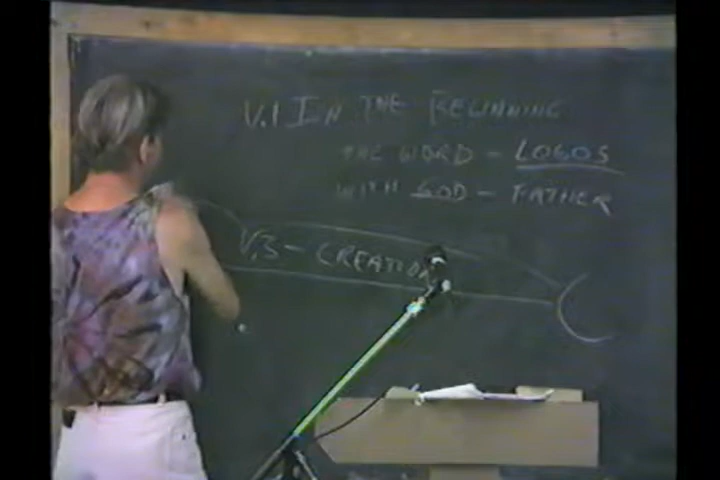 V.1 IN THE BEGINNING
THE WORD - LOGOS
WITH GOD - FATHER
V.3 - CREATION